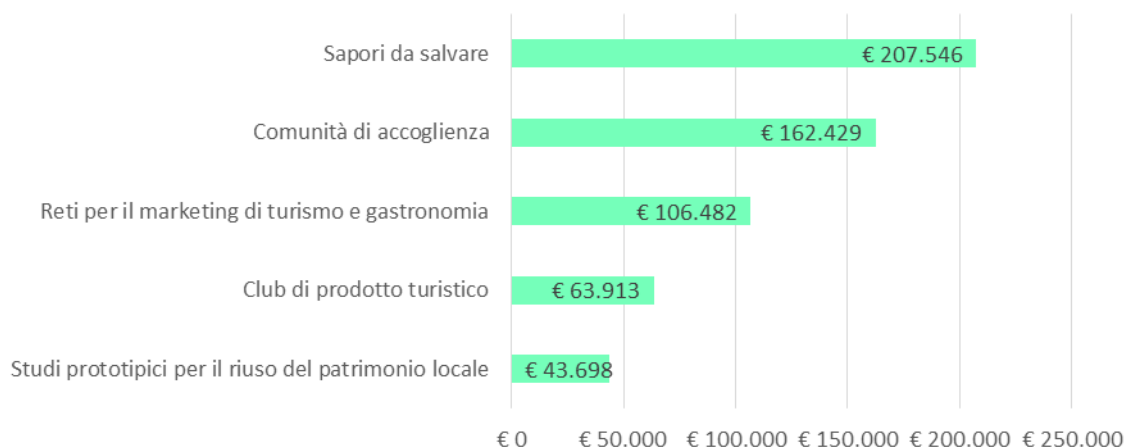 Sapori da salvare
€ 207.546
Comunità di accoglienza
€ 162.429
Reti per il marketing di turismo e gastronomia
€ 106.482
Club di prodotto turistico
€ 63.913
Studi prototipici per il riuso del patrimonio locale
€ 43.698
€ 0 € 50.000 € 100.000 € 150.000 € 200.000 € 250.000